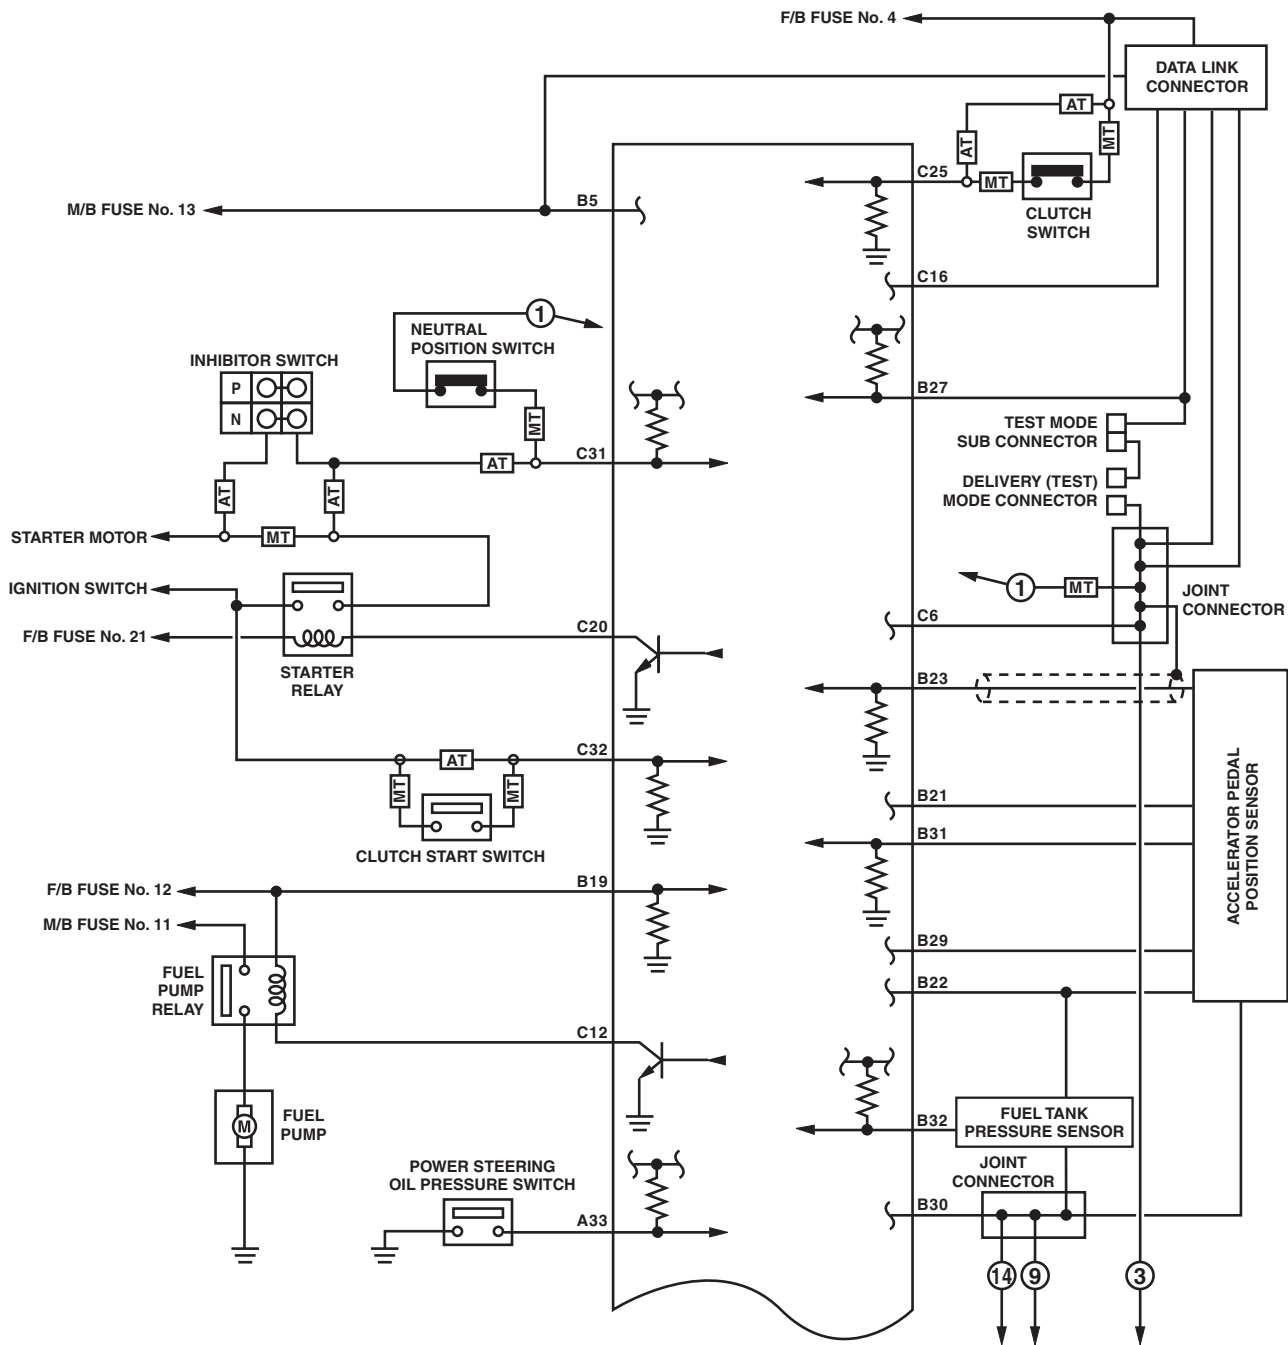 F/B FUSE No. 4
DATA LINK
CONNECTOR
AT
MT
AT
C25
MT
CLUTCH
SWITCH
M/B FUSE No. 13
B5
C16
1
NEUTRAL
POSITION SWITCH
INHIBITOR SWITCH
P
N
B27
MT
TEST MODE
SUB CONNECTOR
C31
AT
DELIVERY (TEST)
MODE CONNECTOR
AT
AT
STARTER MOTOR
MT
IGNITION SWITCH
1
MT
JOINT
CONNECTOR
C6
F/B FUSE No. 21
C20
STARTER
RELAY
B23
C32
AT
MT
MT
CLUTCH START SWITCH
B21
B31
ACCELERATOR PEDAL
POSITION SENSOR
F/B FUSE No. 12
B19
M/B FUSE No. 11
B29
FUEL
PUMP
RELAY
B22
C12
M
FUEL
PUMP
B32
FUEL TANK
PRESSURE SENSOR
JOINT
CONNECTOR
POWER STEERING
OIL PRESSURE SWITCH
B30
A33
14
9
3